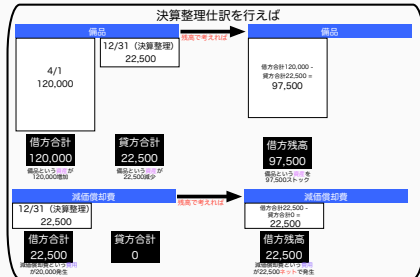 決算整理仕訳を行えば
備品
残高で考えれば
備品
4/1
120,000
12/31（決算整理）
22,500
借方合計120,000 -
貸方合計22,500 =
97,500
借方合計
120,000
備品という資産が
120,000増加
貸方合計
22,500
備品という資産が
22,500減少
借方残高
97,500
備品という資産を
97,500ストック
減価償却費
残高で考えれば
減価償却費
12/31（決算整理）
22,500
借方合計22,500 -
貸方合計0 =
22,500
借方合計
22,500
減価償却費という費用
が20,000発生
貸方合計
0
借方残高
22,500
減価償却費という費用
が22,500ネットで発生